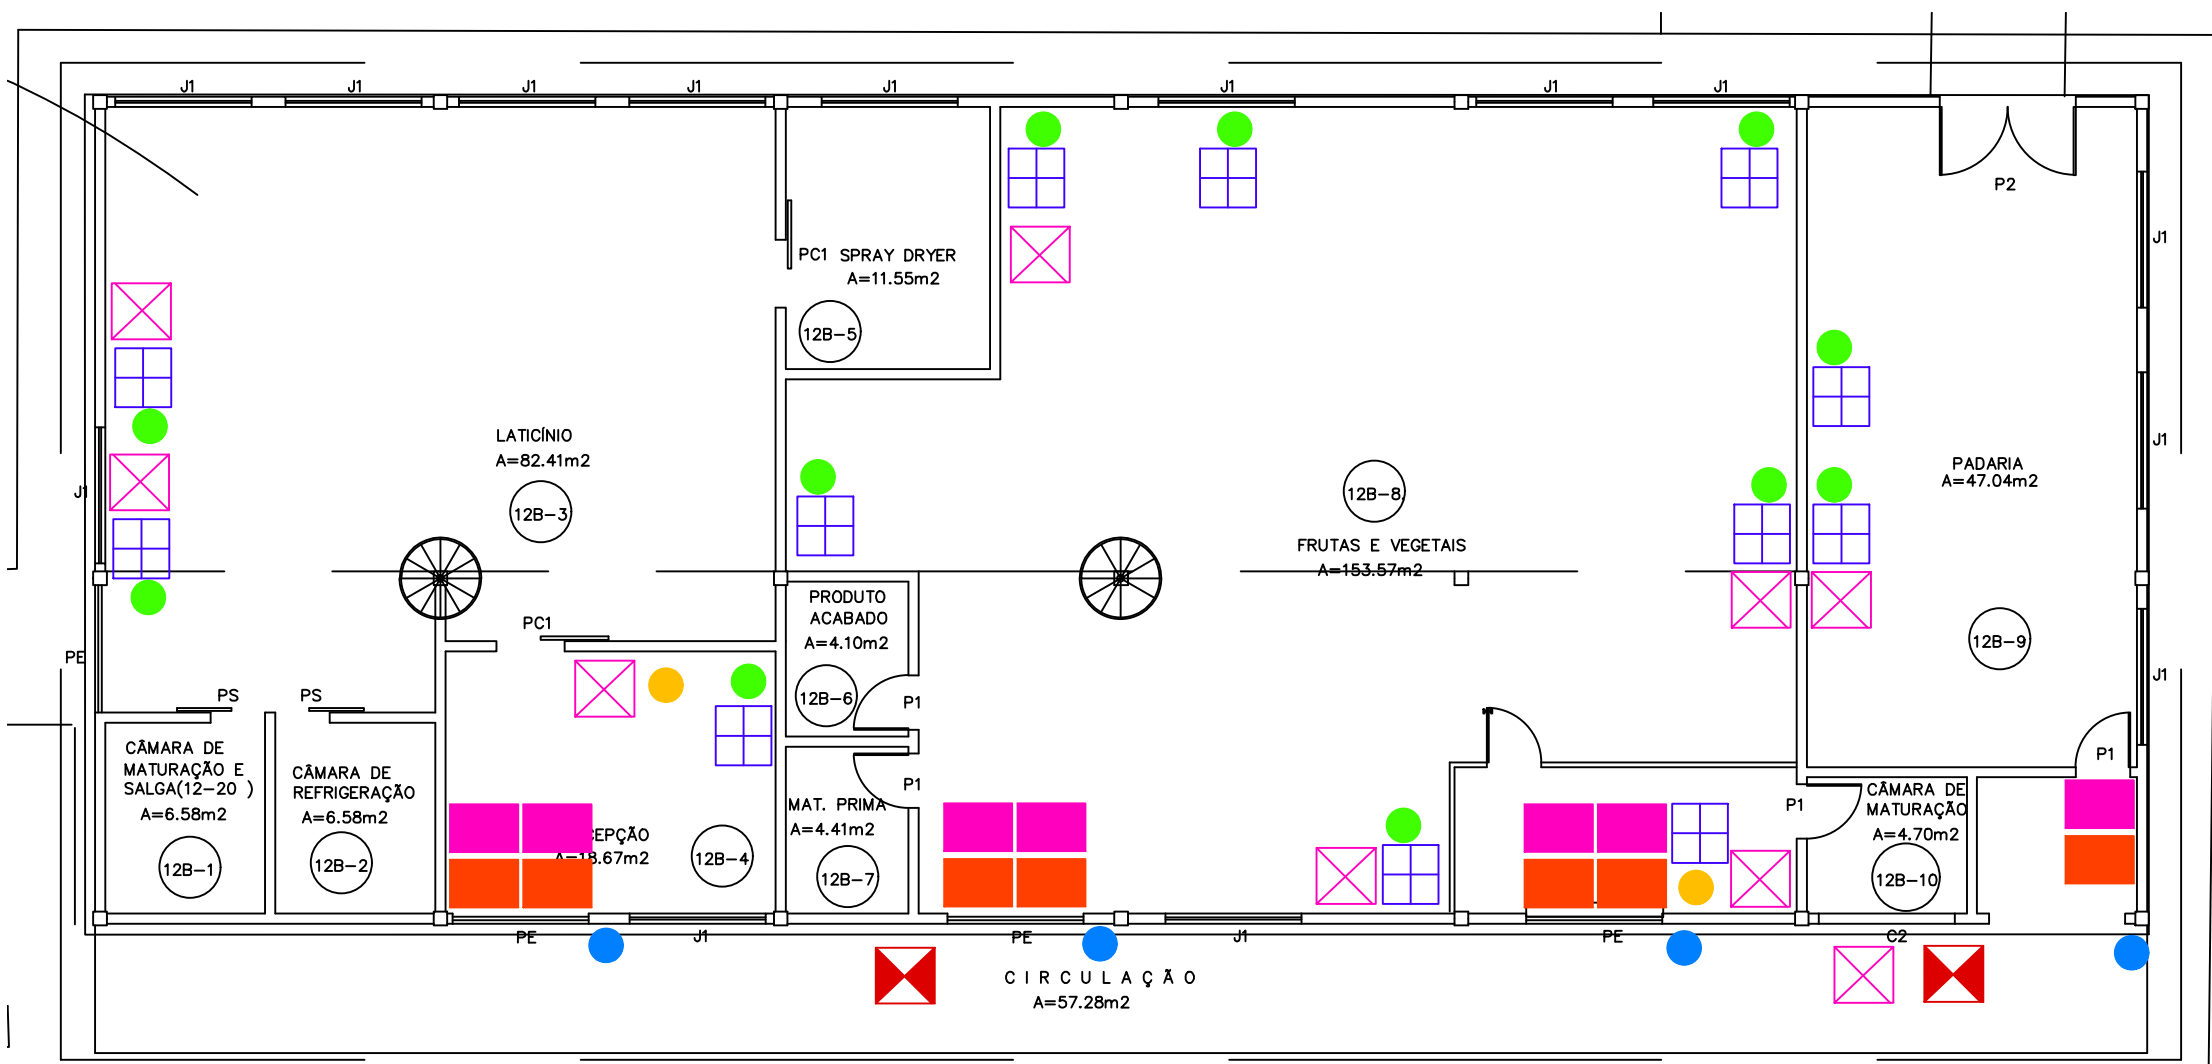 J1
J1
J1
J1
J1
J1
J1
J1
P2
PC1 SPRAY DRYER
A=11.55m2
J1
12B-5
LATICÍNIO
A=82.41m2
J1
12B-3
12B-8.
FRUTAS E VEGETAIS
A=153.57m2
PADARIA
A=47.04m2
J1
PRODUTO
ACABADO
A=4.10m2
PC1
12B-9
PE
PS
PS
12B-6
P1
J1
CÂMARA DE
MATURAÇÃO E
SALGA(12-20 )
A=6.58m2
12B-1
CÂMARA DE
REFRIGERAÇÃO
A=6.58m2
12B-2
CEPÇÃO
A=18.67m2
12B-4
P1
MAT. PRIMA
A=4.41m2
12B-7
P1
P1
CÂMARA DE
MATURAÇÃO
A=4.70m2
12B-10
PE
J1
PE
J1
PE
C2
CIRCULAÇÃO
A=57.28m2